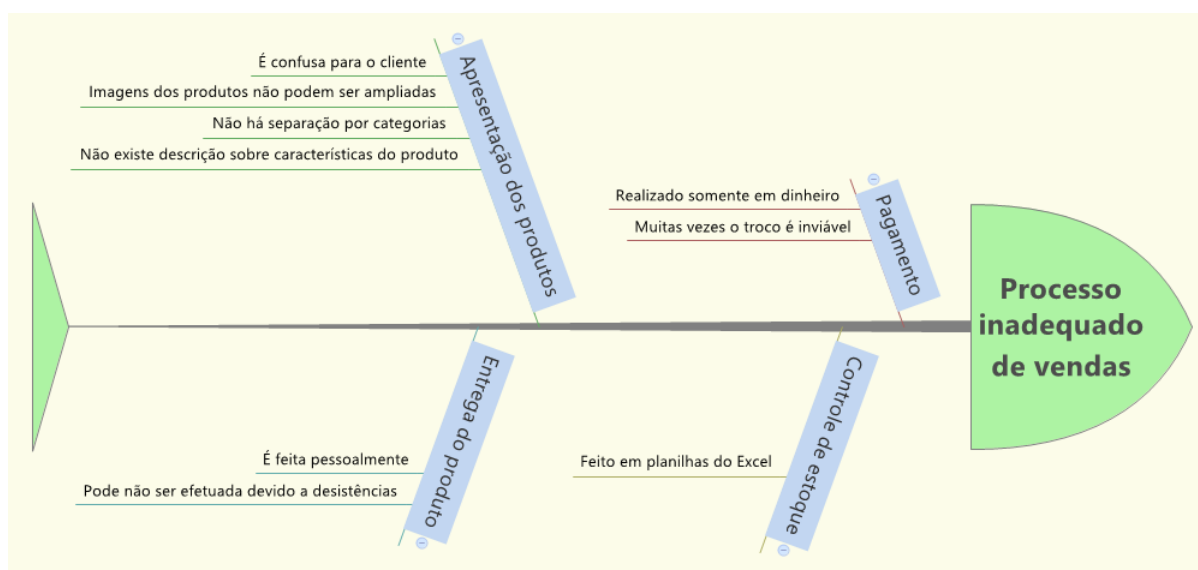 É confusa para o cliente
Imagens dos produtos não podem ser ampliadas
Não há separação por categorias
Não existe descrição sobre características do produto
Apresentação dos produtos
Realizado somente em dinheiro
Muitas vezes o troco é inviável
Pagamento
Processo
inadequado
de vendas
É feita pessoalmente
Pode não ser efetuada devido a desistências
Entrega do produto
Feito em planilhas do Excel
Controle de estoque